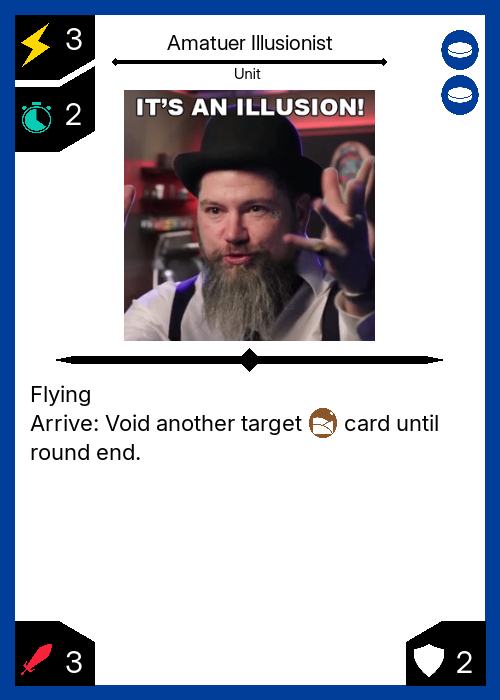 3
Amatuer Illusionist
Unit
2
IT'S AN ILLUSION!
Flying
Arrive: Void another target card until
round end.
3
2